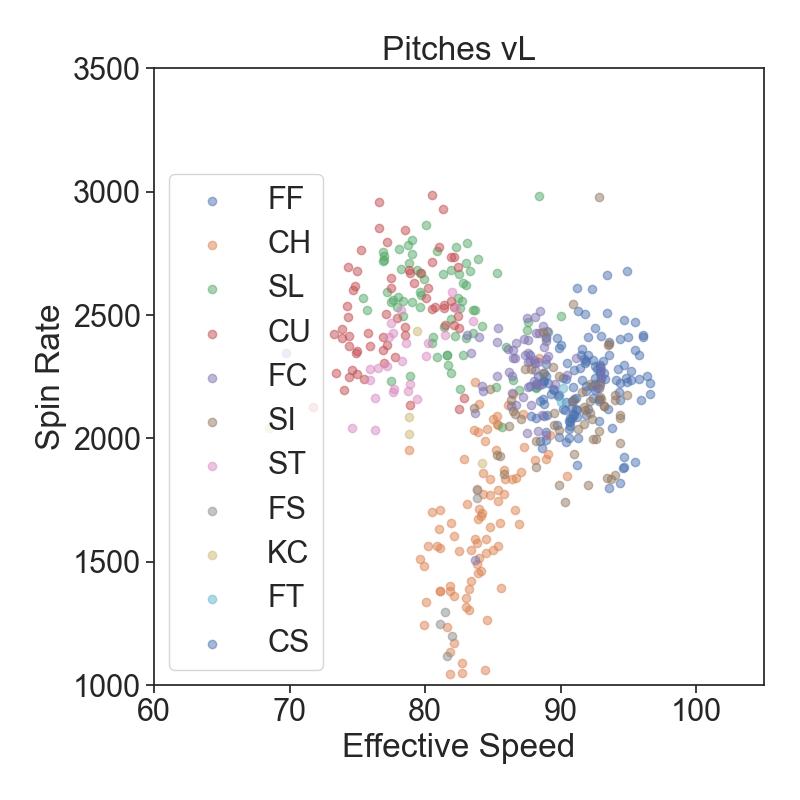 Pitches vL
3500
3000
2500
2000
1500
1000
Spin Rate
FF
CH
SL
CU
FC
SI
ST
FS
KC
FT
CS
60 70 80 90 100
Effective Speed